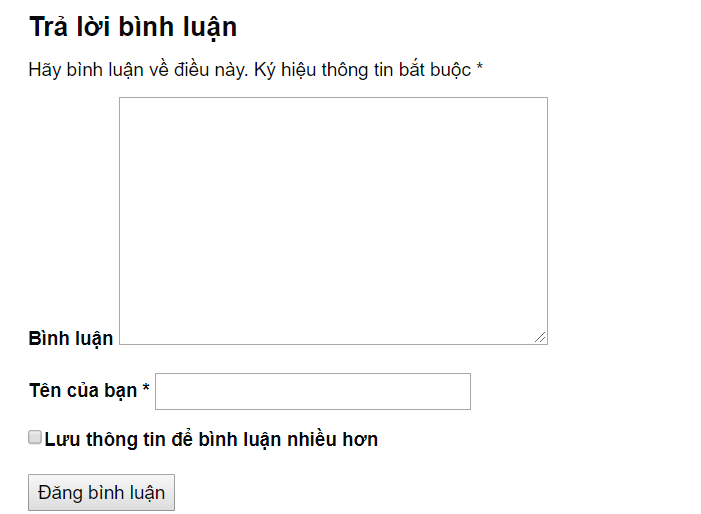 Trả lời bình luận
Hãy bình luận về điều này. Ký hiệu thông tin bắt buộc *
Bình luận
Tên của bạn *
Lưu thông tin để bình luận nhiều hơn
Đăng bình luận